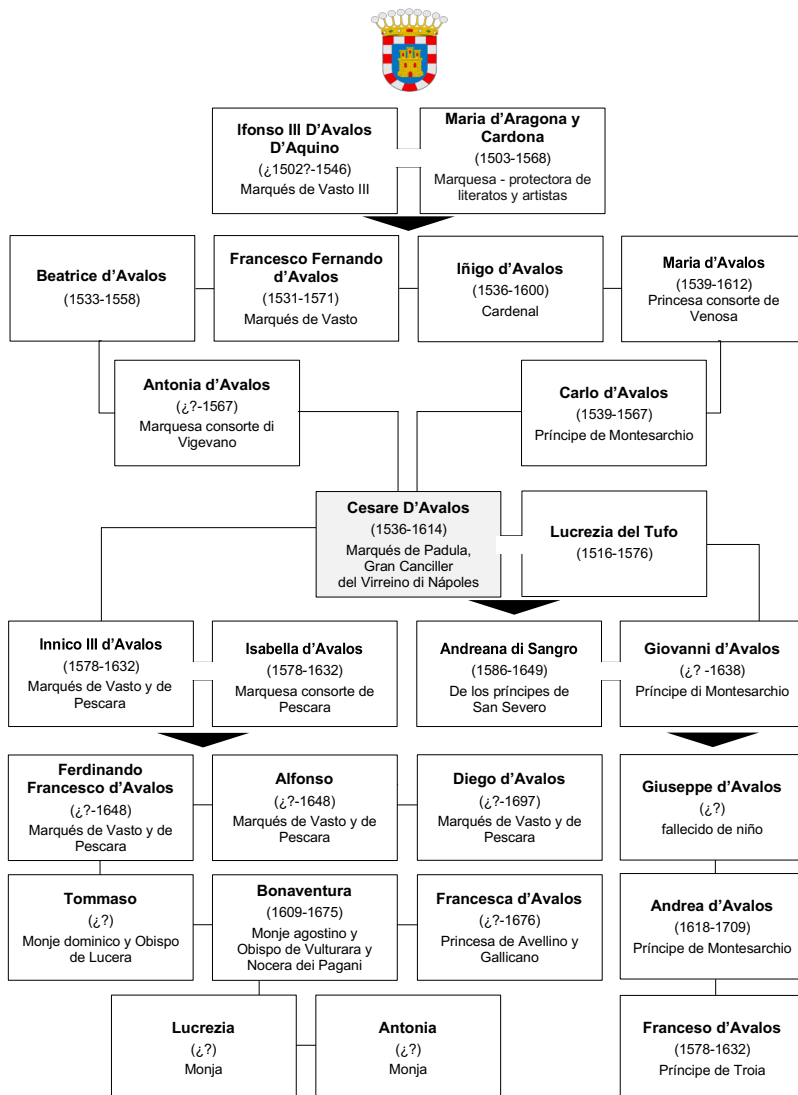 Ifonso III D’Avalos
D’Aquino
(¿1502?-1546)
Marqués de Vasto III
Maria d’Aragona y
Cardona
(1503-1568)
Marquesa - protectora de
literatos y artistas
Beatrice d’Avalos
(1533-1558)
Francesco Fernando
d’Avalos
(1531-1571)
Marqués de Vasto
Iñigo d’Avalos
(1536-1600)
Cardenal
Maria d’Avalos
(1539-1612)
Princesa consorte de
Venosa
Antonia d’Avalos
(¿?-1567)
Marquesa consorte di
Vigevano
Carlo d’Avalos
(1539-1567)
Príncipe de Montesarchio
Cesare D’Avalos
(1536-1614)
Marqués de Padula,
Gran Canciller
del Virreino di Nápoles
Lucrezia del Tufo
(1516-1576)
Innico III d’Avalos
(1578-1632)
Marqués de Vasto y de
Pescara
Isabella d’Avalos
(1578-1632)
Marquesa consorte de
Pescara
Andreana di Sangro
(1586-1649)
De los príncipes de
San Severo
Giovanni d’Avalos
(¿? -1638)
Príncipe di Montesarchio
Ferdinando
Francesco d’Avalos
(¿?-1648)
Marqués de Vasto y de
Pescara
Alfonso
(¿?-1648)
Marqués de Vasto y de
Pescara
Diego d’Avalos
(¿?-1697)
Marqués de Vasto y de
Pescara
Giuseppe d’Avalos
(¿?)
fallecido de niño
Tommaso
(¿?)
Monje dominico y Obispo
de Lucera
Bonaventura
(1609-1675)
Monje agostino y
Obispo de Vulturara y
Nocera dei Pagani
Francesca d’Avalos
(¿?-1676)
Princesa de Avellino y
Gallicano
Andrea d’Avalos
(1618-1709)
Príncipe de Montesarchio
Lucrezia
(¿?)
Monja
Antonia
(¿?)
Monja
Franceso d’Avalos
(1578-1632)
Príncipe de Troia